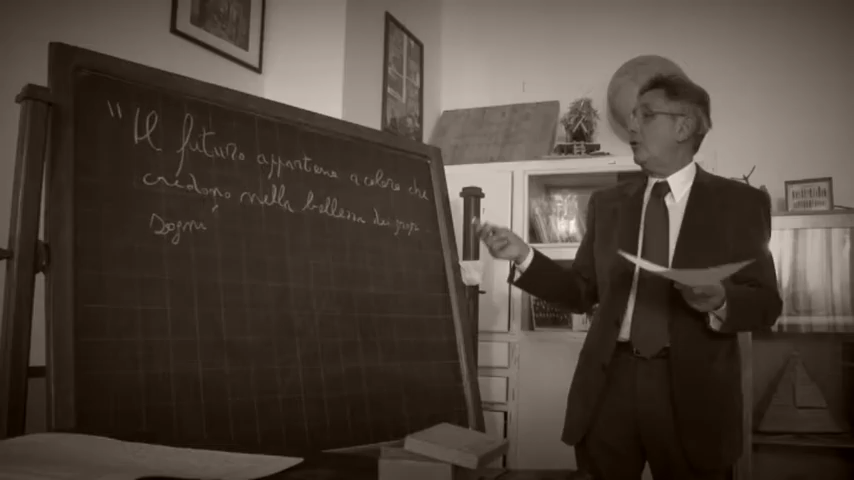 "Il futuro appartiene a coloro che
credono nella bellezza dei propri
sogni"